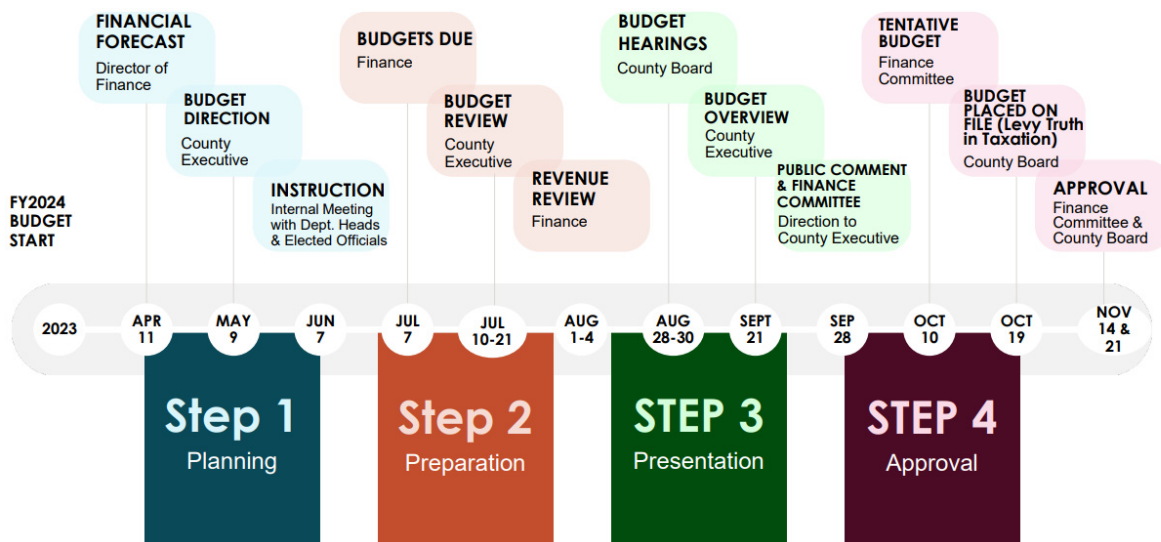 FINANCIAL
FORECAST
Director of
Finance
BUDGET
DIRECTION
County
Executive
INSTRUCTION
Internal Meeting
with Dept. Heads
& Elected Officials
BUDGETS DUE
Finance
BUDGET
REVIEW
County
Executive
REVENUE
REVIEW
Finance
BUDGET
HEARINGS
County Board
BUDGET
OVERVIEW
County
Executive
PUBLIC COMMENT
& FINANCE
COMMITTEE
Direction to
County Executive
TENTATIVE
BUDGET
Finance
Committee
BUDGET
PLACED ON
FILE (Levy Truth
in Taxation)
County Board
APPROVAL
Finance
Committee &
County Board
FY2024
BUDGET
START
2023
APR
11
MAY
9
JUN
7
JUL
7
JUL
10-21
AUG
1-4
AUG
28-30
SEPT
21
SEP
28
OCT
10
OCT
19
NOV
14 &
21
Step 1
Planning
Step 2
Preparation
STEP 3
Presentation
STEP 4
Approval